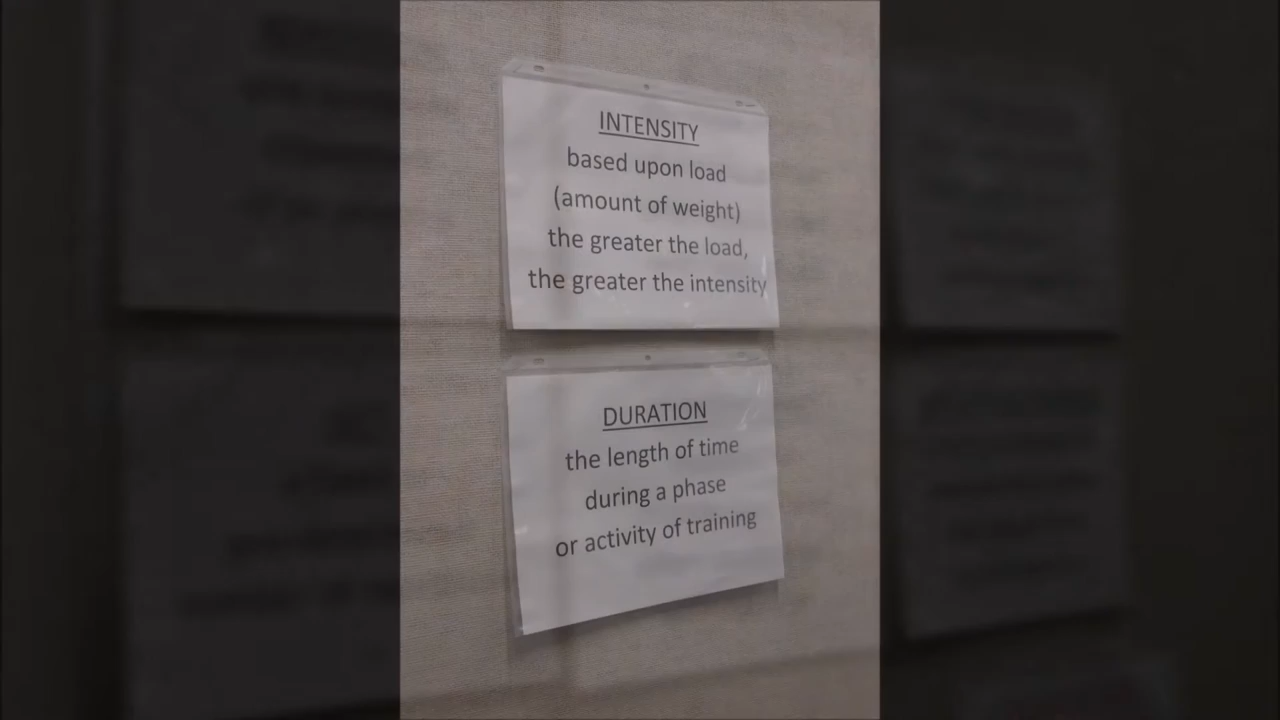 INTENSITY
based upon load
(amount of weight)
the greater the load,
the greater the intensity
DURATION
the length of time
during a phase
or activity of training